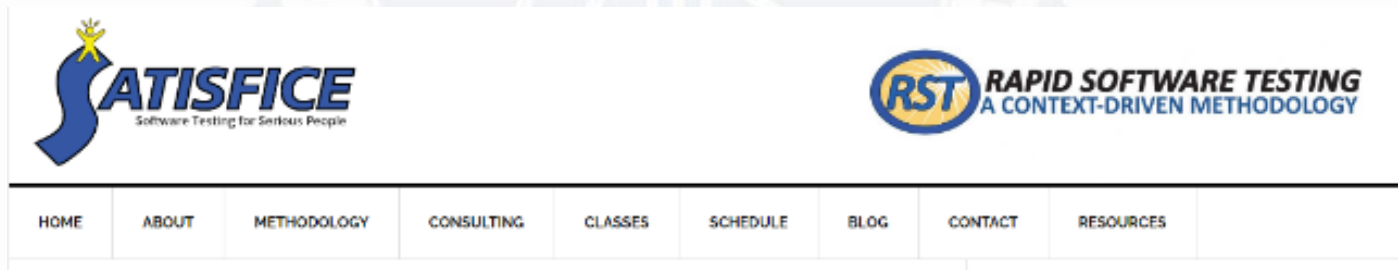 SATISFICE
Software Testing for Serious People
RST
RAPID SOFTWARE TESTING
A CONTEXT-DRIVEN METHODOLOGY
HOME ABOUT METHODOLOGY CONSULTING CLASSES SCHEDULE BLOG CONTACT RESOURCES